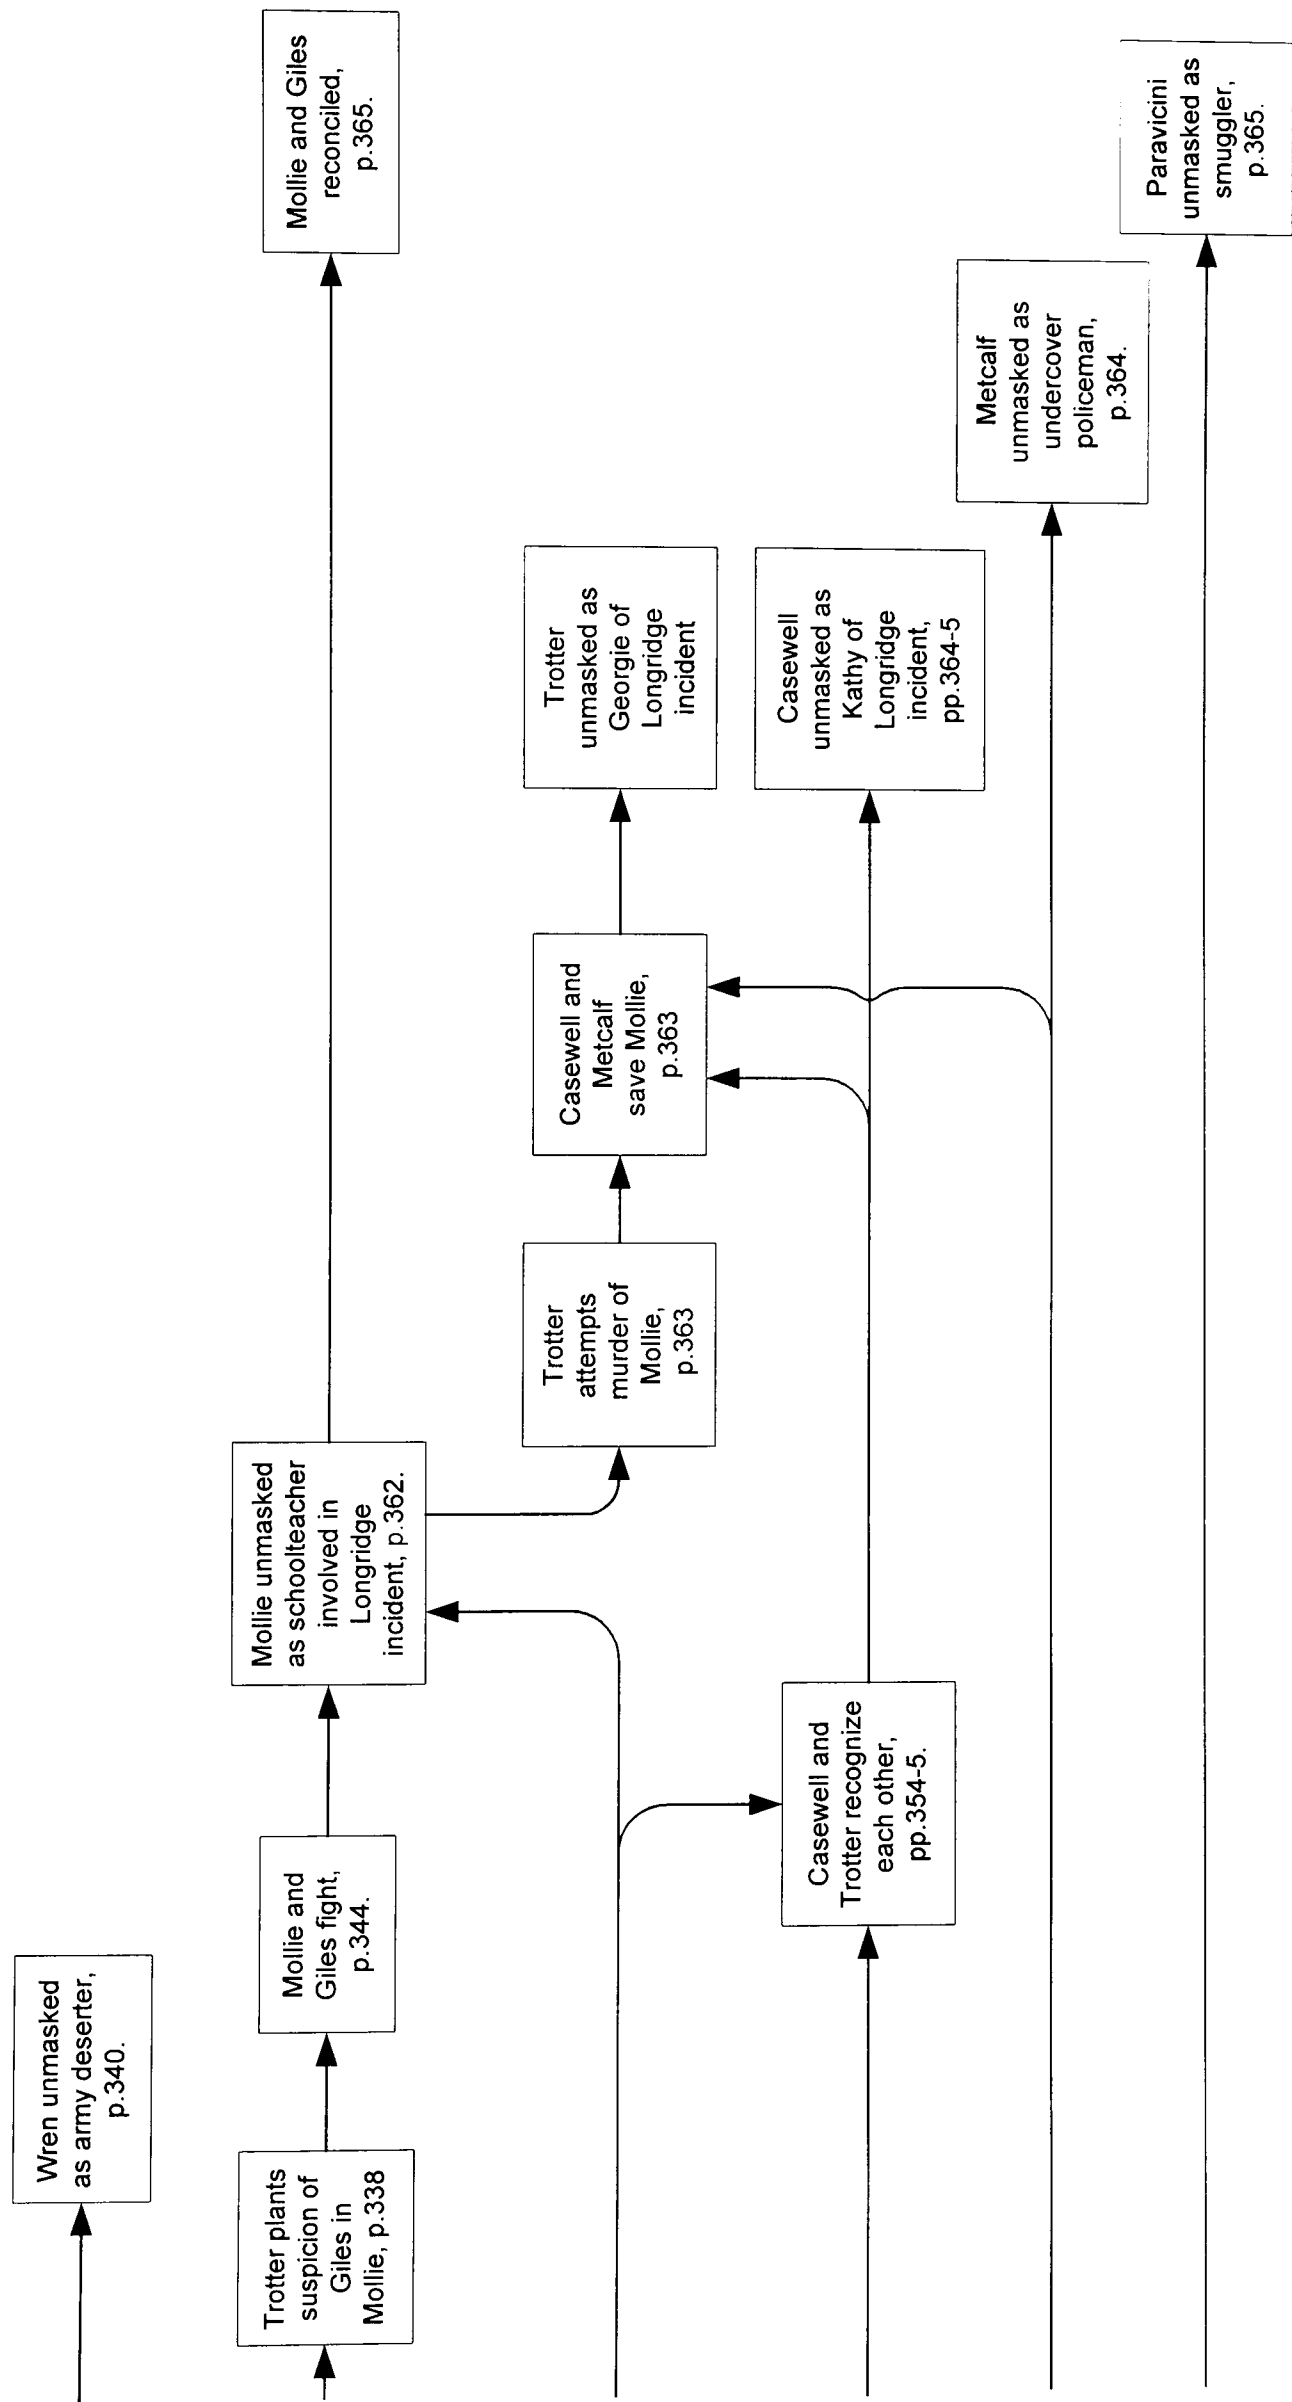 Wren unmasked
as army deserter,
p.340.
Trotter plants
suspicion of
Giles in
Mollie, p.338
Mollie and
Giles fight,
p.344.
Mollie unmasked
as schoolteacher
involved in
Longridge
incident, p.362.
Mollie and Giles
reconciled,
p.365.
Trotter
attempts
murder of
Mollie,
p.363
Casewell and
Metcalf
save Mollie,
p.363
Trotter
unmasked as
Georgie of
Longridge
incident
Casewell and
Trotter recognize
each other,
pp.354-5.
Casewell
unmasked as
Kathy of
Longridge
incident,
pp.364-5
Metcalf
unmasked as
undercover
policeman,
p.364.
Paravicini
unmasked as
smuggler,
p.365.